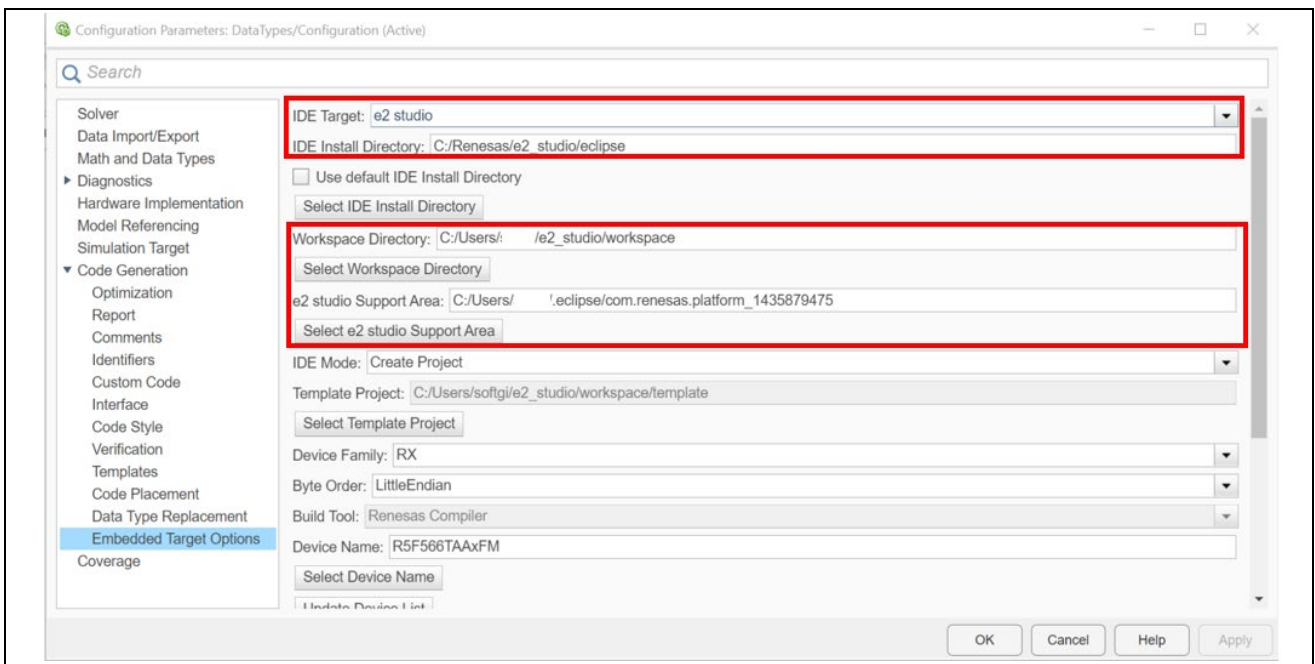 Configuration Parameters: DataTypes/Configuration (Active)
Search
Solver
Data Import/Export
Math and Data Types
Diagnostics
Hardware Implementation
Model Referencing
Simulation Target
Code Generation
Optimization
Report
Comments
Identifiers
Custom Code
Interface
Code Style
Verification
Templates
Code Placement
Data Type Replacement
Embedded Target Options
Coverage
IDE Target: e2 studio
IDE Install Directory: C:/Renesas/e2_studio/eclipse
Use default IDE Install Directory
Select IDE Install Directory
Workspace Directory: C:/Users/ /e2_studio/workspace
Select Workspace Directory
e2 studio Support Area: C:/Users/ .eclipse/com.renesas.platform_1435879475
Select e2 studio Support Area
IDE Mode: Create Project
Template Project: C:/Users/softgi/e2_studio/workspace/template
Select Template Project
Device Family: RX
Byte Order: LittleEndian
Build Tool: Renesas Compiler
Device Name: R5F566TAAxFM
Select Device Name
Update Device List
OK
Cancel
Help
Apply